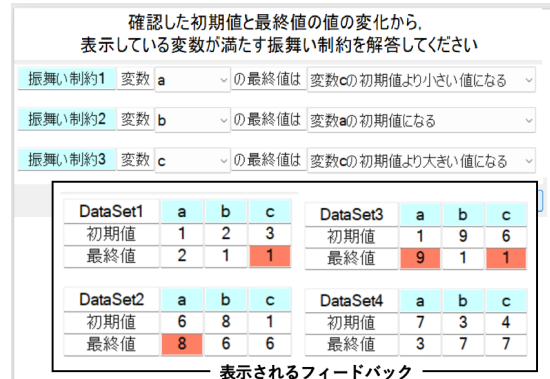 確認した初期値と最終値の値の変化から,
表示している変数が満たす振舞い制約を解答してください
振舞い制約1 変数 a の最終値は 変数cの初期値より小さい値になる
振舞い制約2 変数 b の最終値は 変数aの初期値になる
振舞い制約3 変数 c の最終値は 変数cの初期値より大きい値になる
DataSet1 a b c
初期値 1 2 3
最終値 2 1 1
DataSet3 a b c
初期値 1 9 6
最終値 9 1 1
DataSet2 a b c
初期値 6 8 1
最終値 8 6 6
DataSet4 a b c
初期値 7 3 4
最終値 3 7 7
表示されるフィードバック